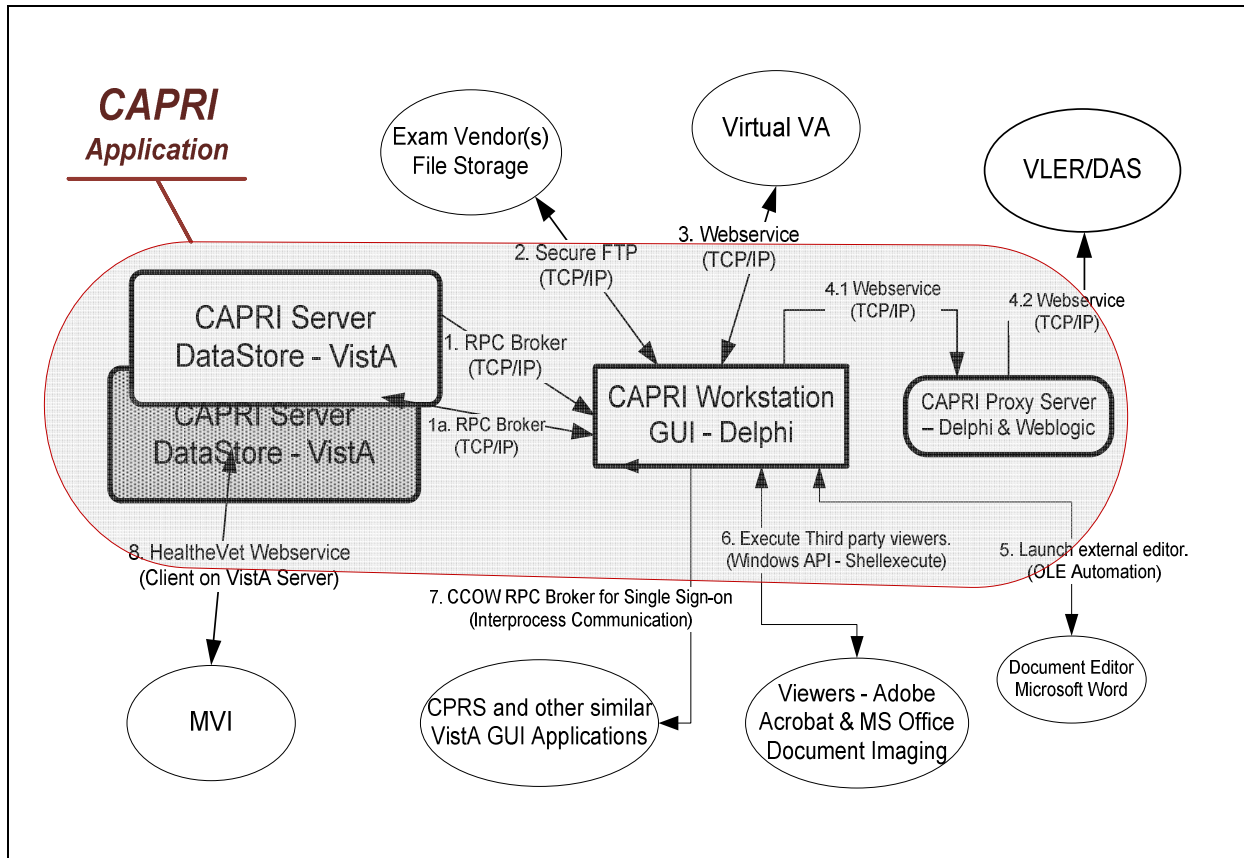 CAPRI
Application
Exam Vendor(s)
File Storage
Virtual VA
VLER/DAS
2. Secure FTP
(TCP/IP)
3. Webservice
(TCP/IP)
4.1 Webservice
(TCP/IP)
4.2 Webservice
(TCP/IP)
CAPRI Server
DataStore - VistA
1. RPC Broker
(TCP/IP)
CAPRI Workstation
GUI - Delphi
CAPRI Proxy Server
– Delphi & Weblogic
CAPRI Server
DataStore - VistA
1a. RPC Broker
(TCP/IP)
8. HealtheVet Webservice
(Client on VistA Server)
6. Execute Third party viewers.
(Windows API - Shellexecute)
5. Launch external editor.
(OLE Automation)
7. CCOW RPC Broker for Single Sign-on
(Interprocess Communication)
MVI
CPRS and other similar
VistA GUI Applications
Viewers - Adobe
Acrobat & MS Office
Document Imaging
Document Editor
Microsoft Word